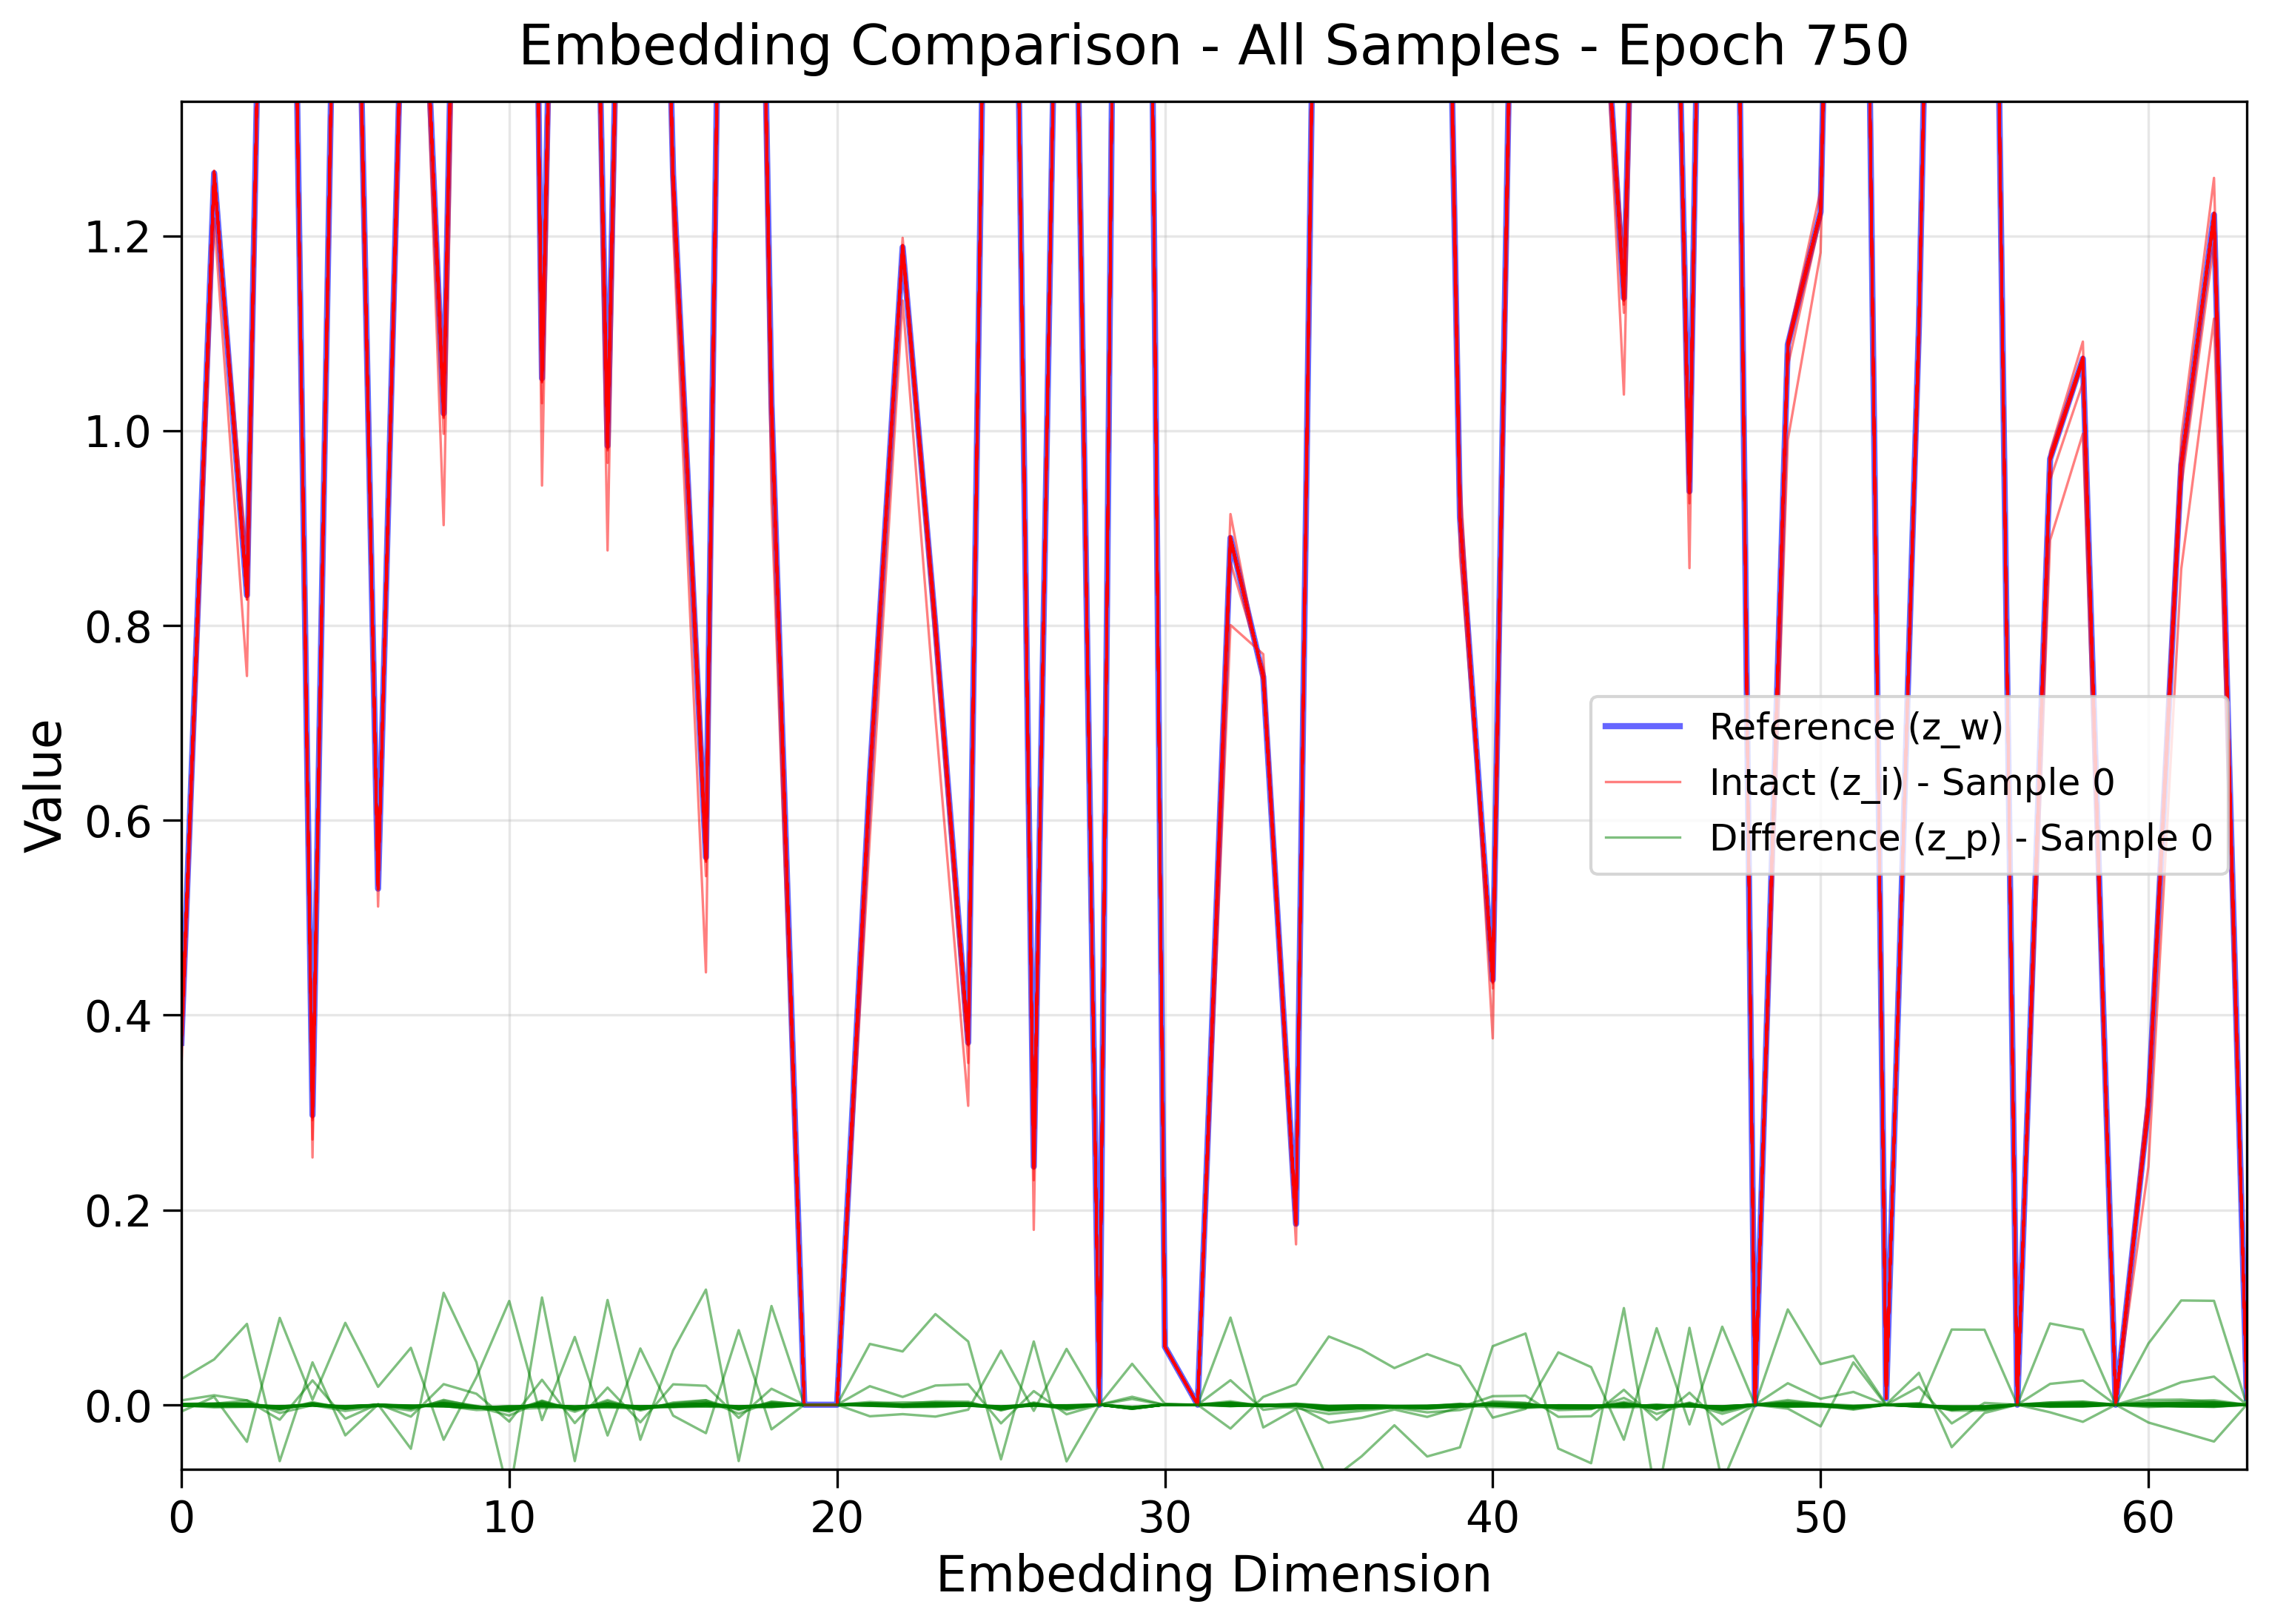 Embedding Comparison - All Samples - Epoch 750
Value
1.2
1.0
0.8
0.6
0.4
0.2
0.0
Reference (z_w)
Intact (z_i) - Sample 0
Difference (z_p) - Sample 0
0 10 20 30 40 50 60
Embedding Dimension